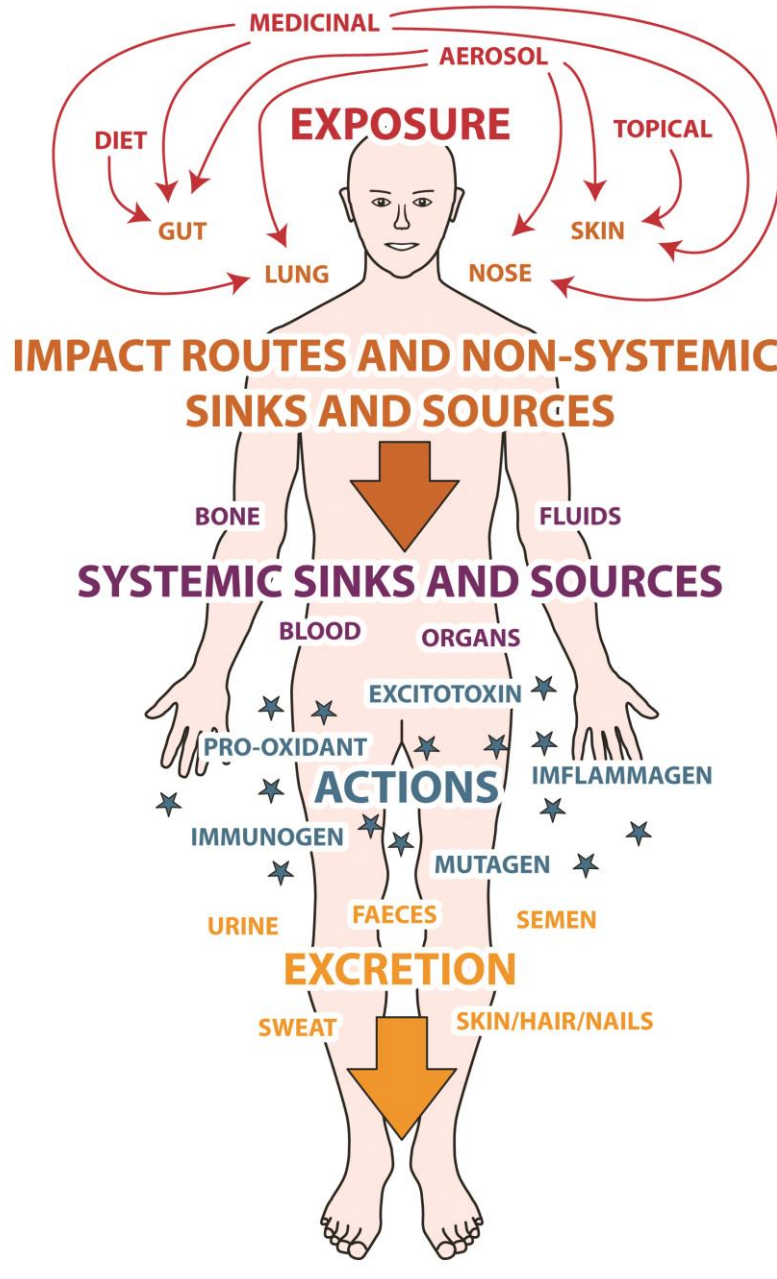 MEDICINAL
AEROSOL
EXPOSURE
DIET
TOPICAL
GUT
SKIN
LUNG
NOSE
IMPACT ROUTES AND NON-SYSTEMIC
SINKS AND SOURCES
BONE
FLUIDS
SYSTEMIC SINKS AND SOURCES
BLOOD
ORGANS
EXCITOTOXIN
PRO-OXIDANT
IMFLAMMAGEN
ACTIONS
IMMUNOGEN
MUTAGEN
URINE
FAECES
SEMEN
EXCRETION
SWEAT
SKIN/HAIR/NAILS